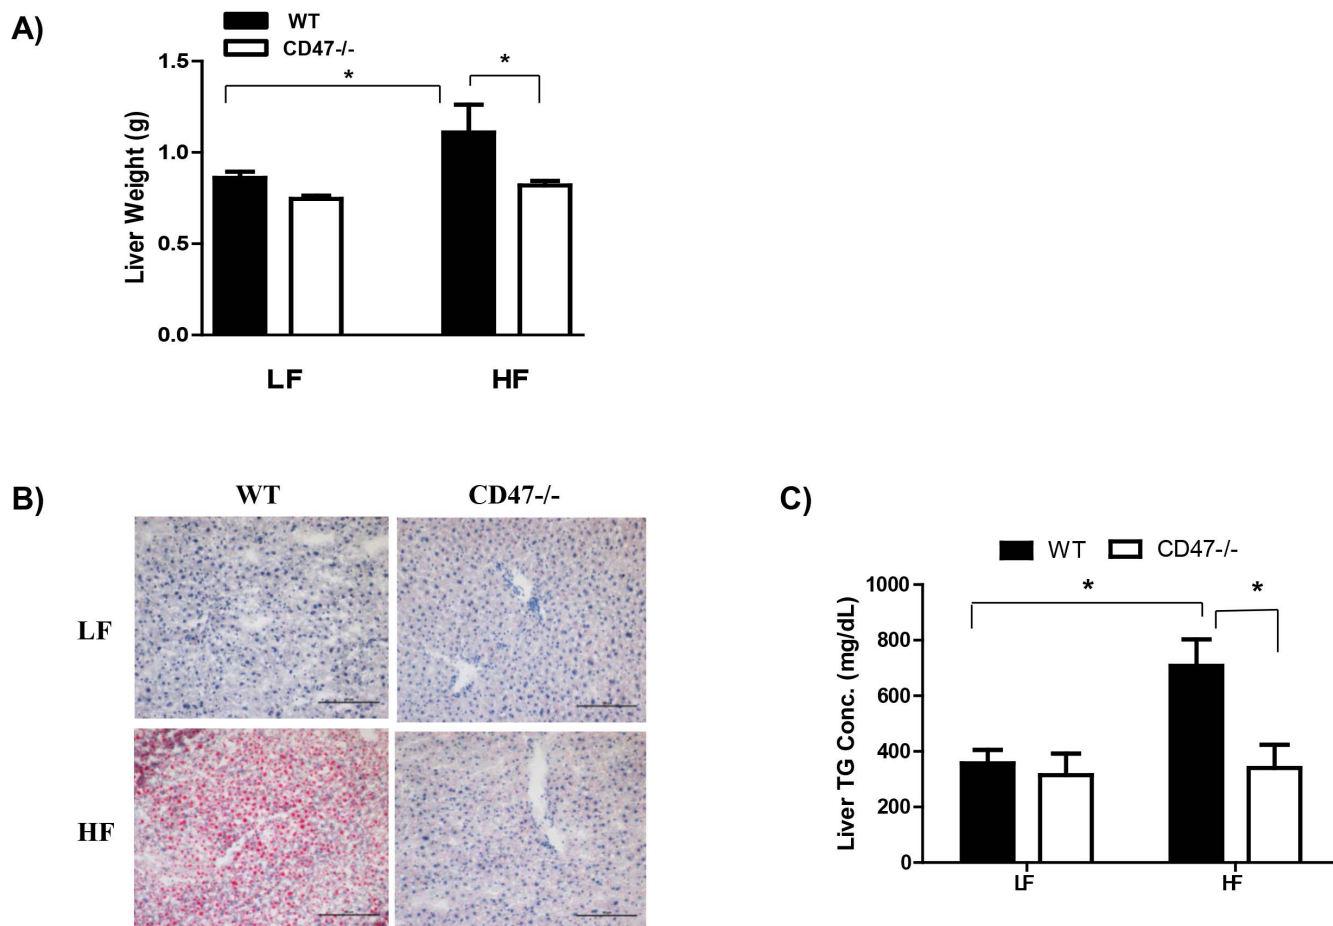 A)
WT
CD47-/-
1.5
*
*
1.0
Liver Weight (g)
0.5
0.0
LF
HF
B)
WT
CD47-/-
LF
HF
C)
WT
CD47-/-
1000
*
*
800
Liver TG Conc. (mg/dL)
600
400
200
0
LF
HF